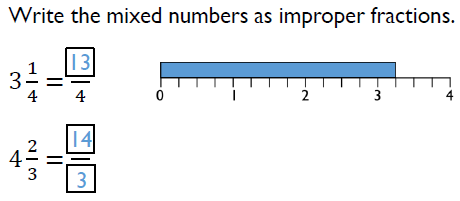 Write the mixed numbers as improper fractions.
3 1/4 = 13/4
0 1 2 3 4
4 2/3 = 14/3